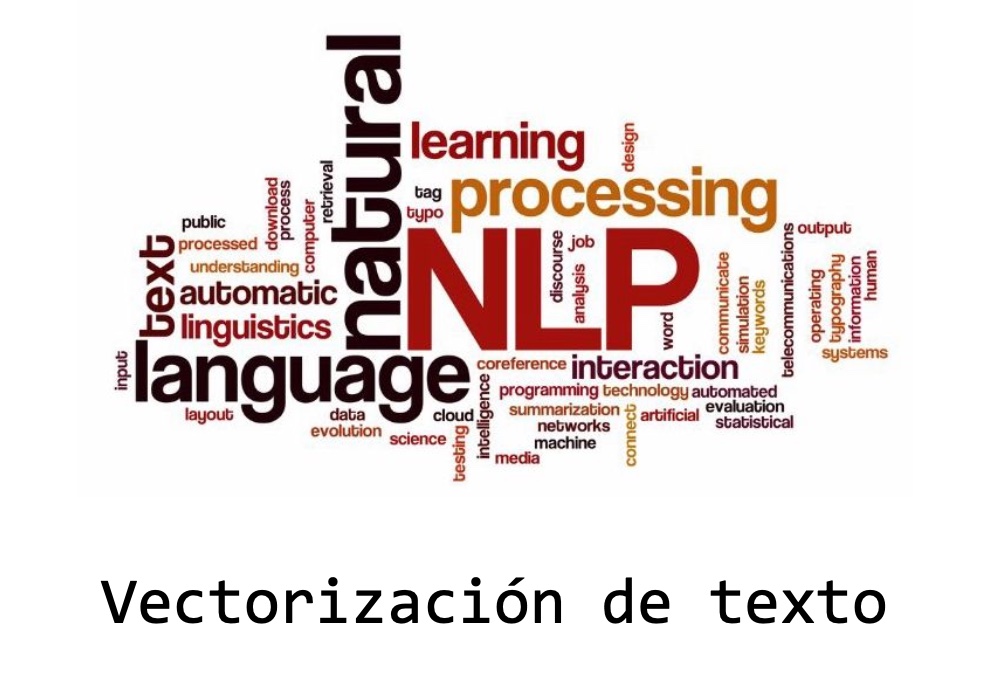 natural
learning
design
processing
tag
typo
retrieval
download
process
computer
public
processed
understanding
text
automatic
linguistics
NLP
discourse
job
analysis
word
communicate
simulation
keywords
telecommunications
output
operating
typography
information
human
systems
input
language
coreference
interaction
programming
technology
automated
layout
data
evolution
cloud
intelligence
summarization
artificial
evaluation
statistical
networks
connect
science
testing
machine
media
Vectorización de texto